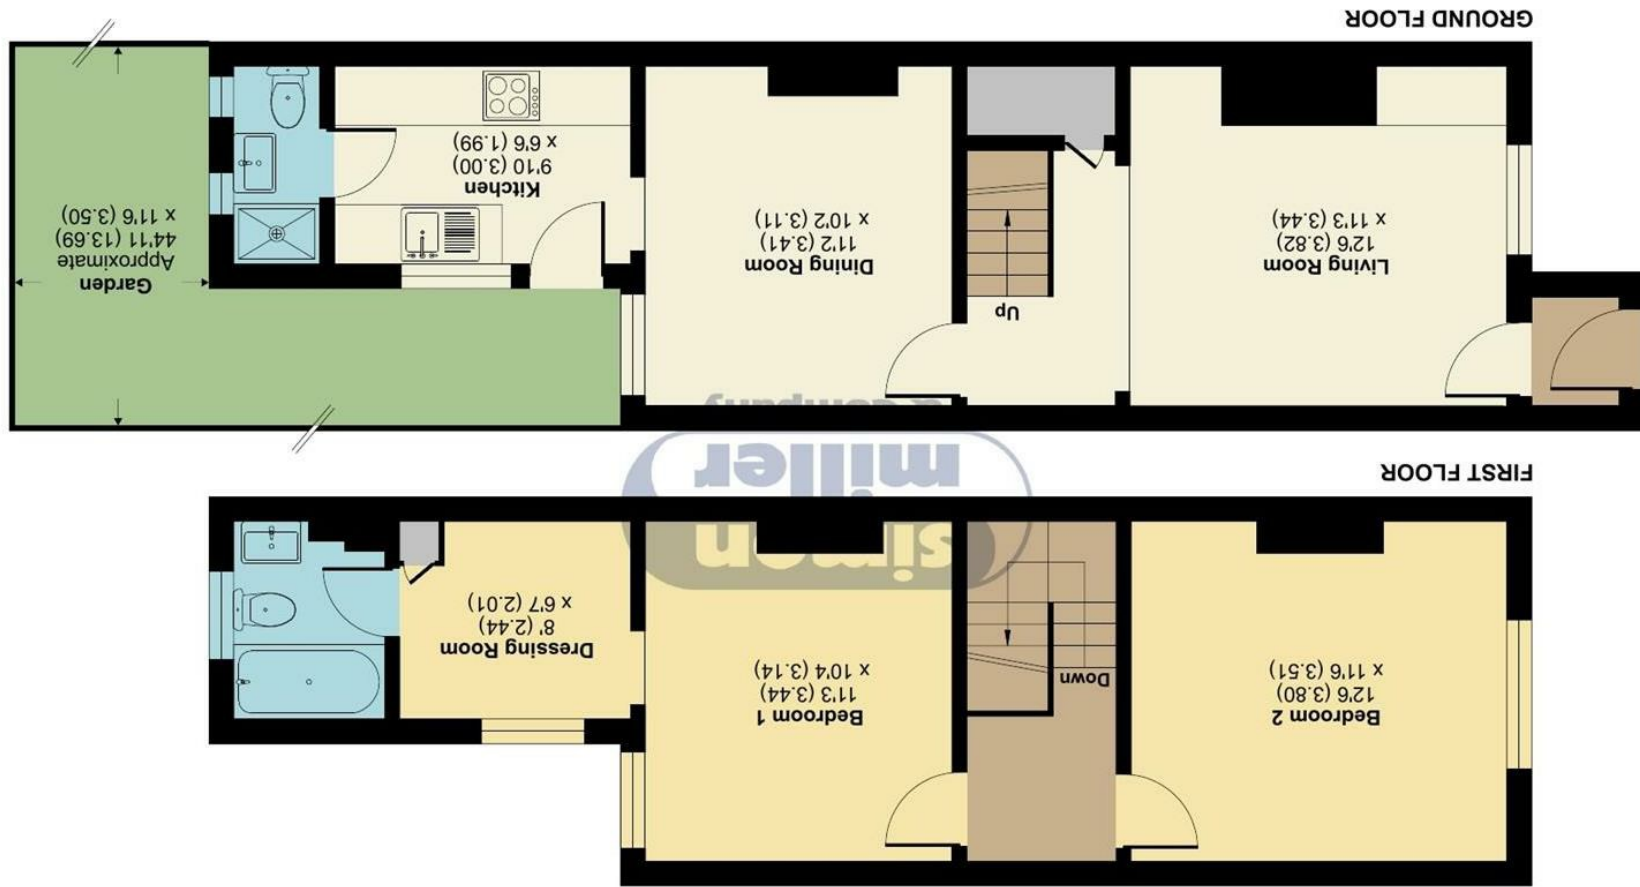 Bedroom 2
12'6 (3.80)
x 11'6 (3.51)
Down
Bedroom 1
11'3 (3.44)
x 10'4 (3.14)
Dressing Room
8' (2.44)
x 6'7 (2.01)
FIRST FLOOR
simon
miller
& company
Living Room
12'6 (3.82)
x 11'3 (3.44)
Up
Dining Room
11'2 (3.41)
x 10'2 (3.11)
Kitchen
9'10 (3.00)
x 6'6 (1.99)
Garden
Approximate
44'11 (13.69)
x 11'6 (3.50)
GROUND FLOOR